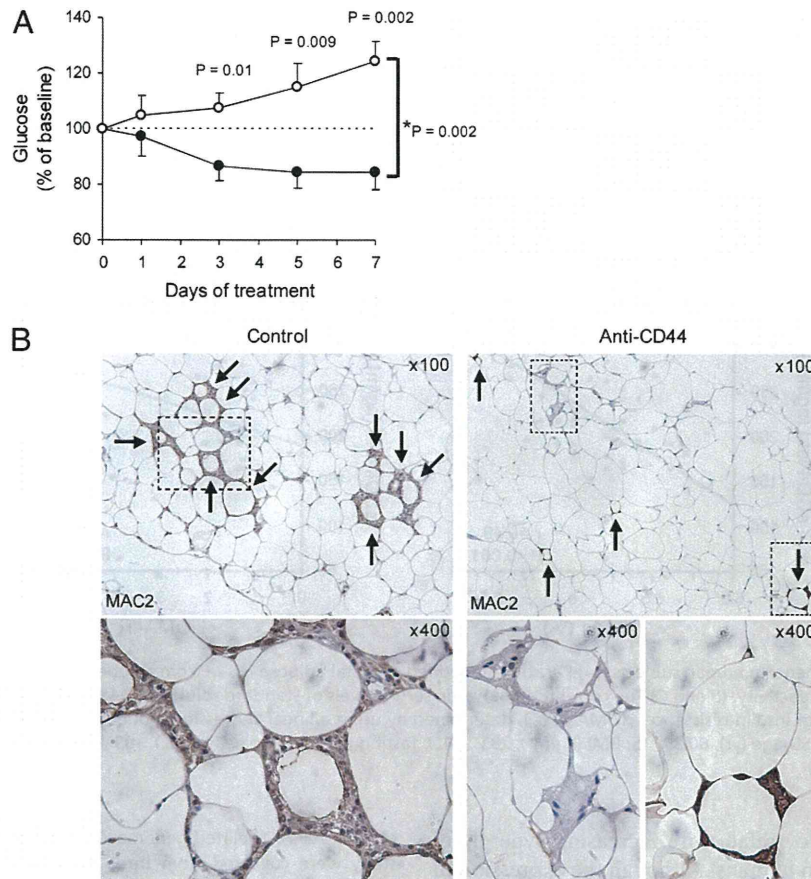 A
140
120
100
80
60
Glucose
(% of baseline)
P = 0.01
P = 0.009
P = 0.002
*P = 0.002
0 1 2 3 4 5 6 7
Days of treatment
B
Control
Anti-CD44
x100
x100
MAC2
MAC2
x400
x400
x400